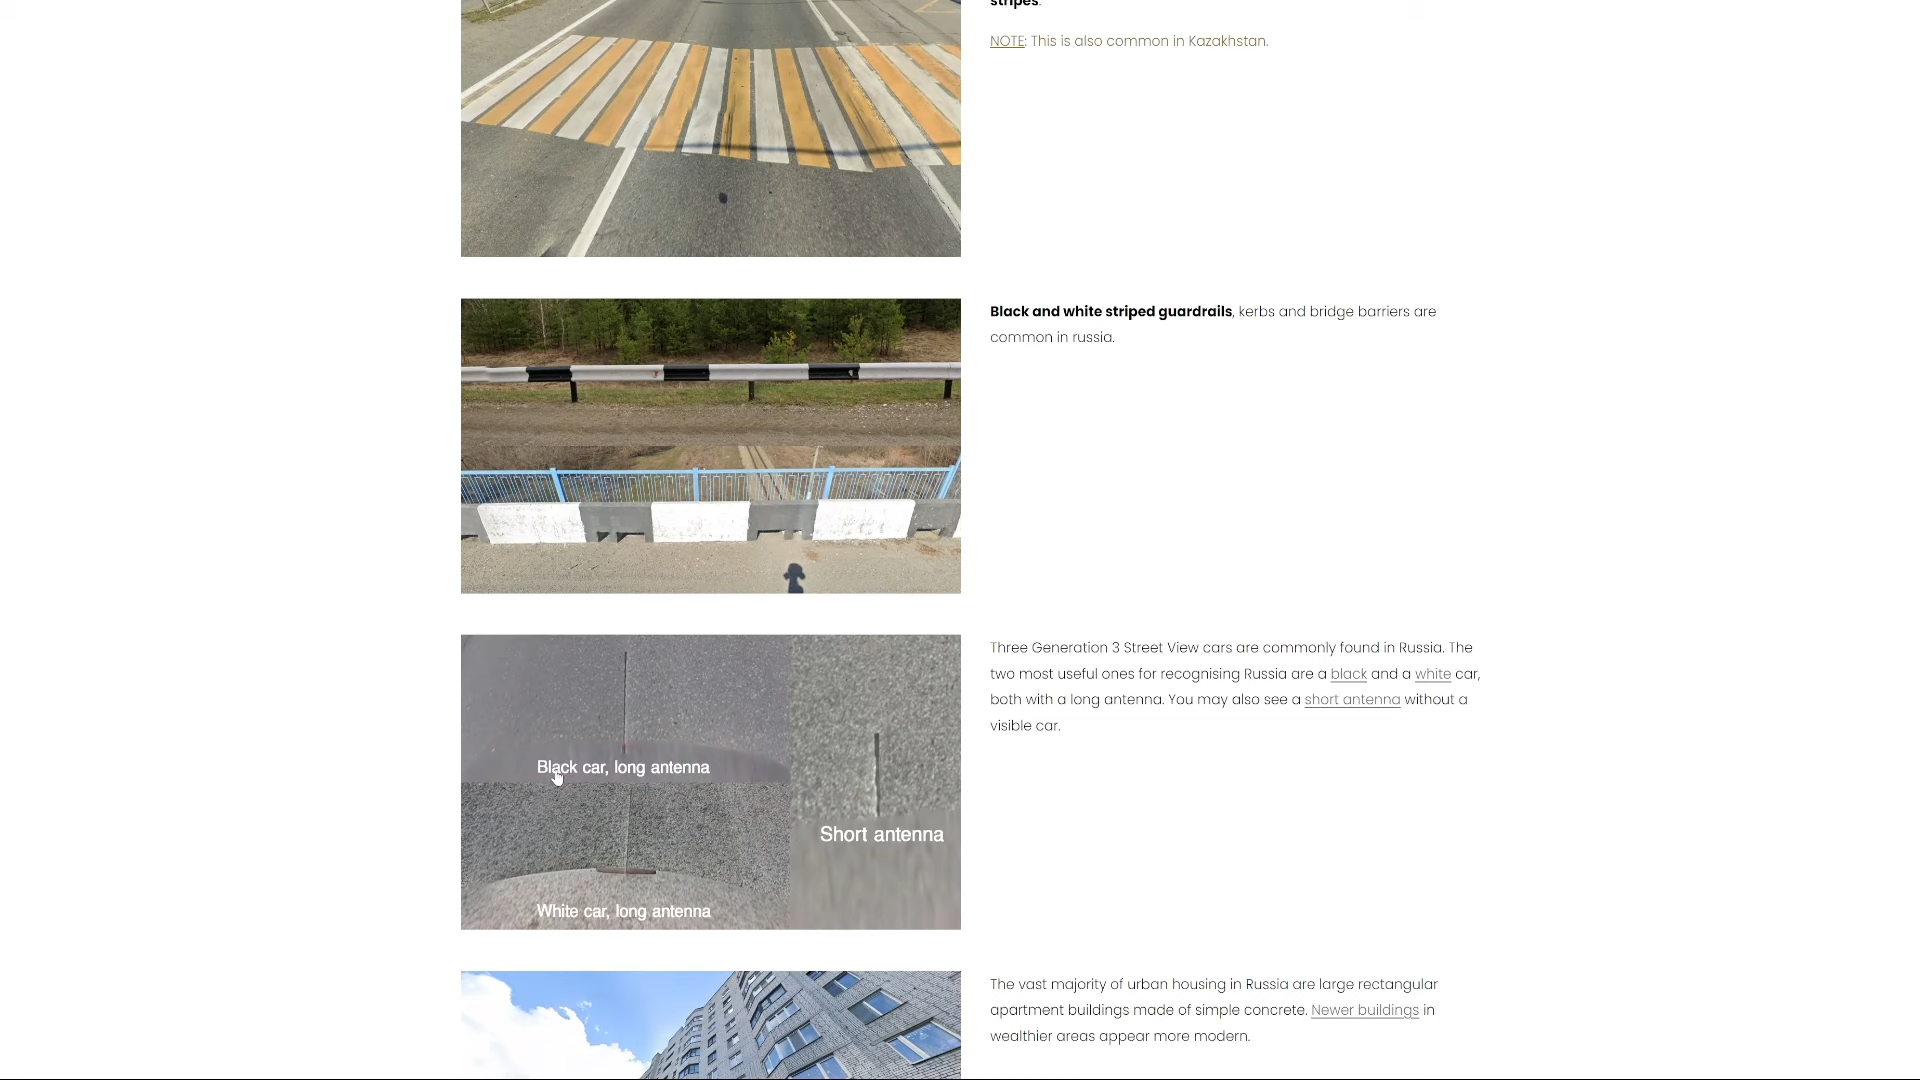 stripes.
NOTE: This is also common in Kazakhstan.
Black and white striped guardrails, kerbs and bridge barriers are
common in russia.
Black car, long antenna
Short antenna
White car, long antenna
Three Generation 3 Street View cars are commonly found in Russia. The
two most useful ones for recognising Russia are a black and a white car,
both with a long antenna. You may also see a short antenna without a
visible car.
The vast majority of urban housing in Russia are large rectangular
apartment buildings made of simple concrete. Newer buildings in
wealthier areas appear more modern.